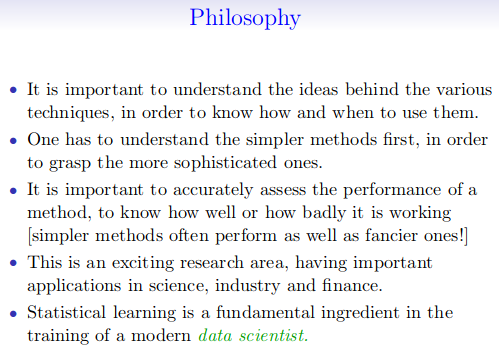 Philosophy
• It is important to understand the ideas behind the various
techniques, in order to know how and when to use them.
• One has to understand the simpler methods first, in order
to grasp the more sophisticated ones.
• It is important to accurately assess the performance of a
method, to know how well or how badly it is working
[simpler methods often perform as well as fancier ones!]
• This is an exciting research area, having important
applications in science, industry and finance.
• Statistical learning is a fundamental ingredient in the
training of a modern data scientist.